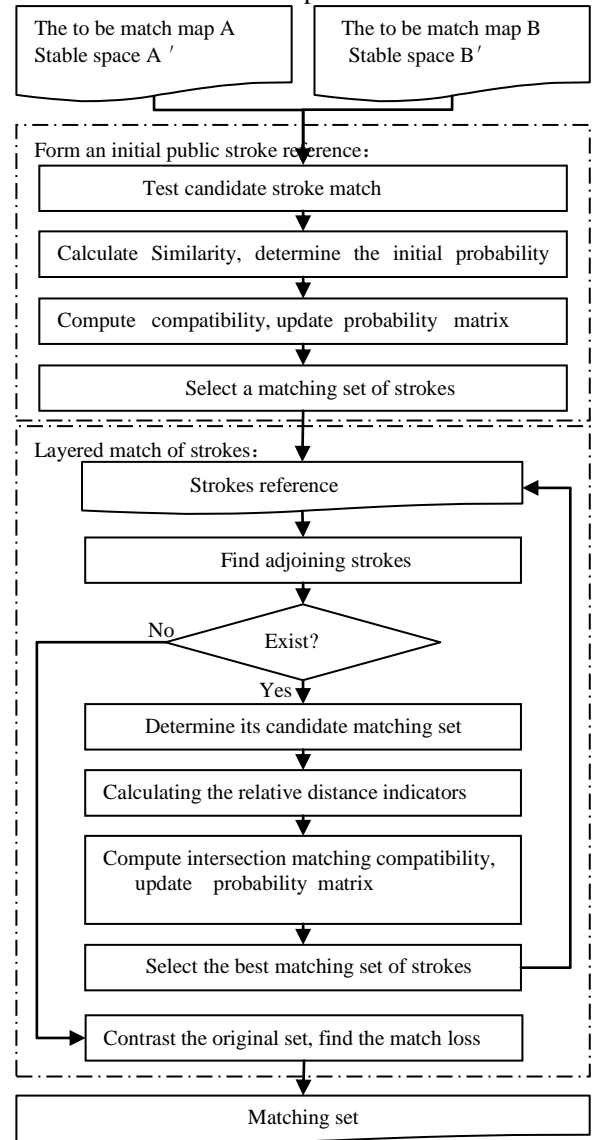 The to be match map A
Stable space A ′
The to be match map B
Stable space B′
Form an initial public stroke reference：
Test candidate stroke match
Calculate Similarity, determine the initial probability
Compute compatibility, update probability matrix
Select a matching set of strokes
Layered match of strokes：
Strokes reference
Find adjoining strokes
No
Exist?
Yes
Determine its candidate matching set
Calculating the relative distance indicators
Compute intersection matching compatibility,
update probability matrix
Select the best matching set of strokes
Contrast the original set, find the match loss
Matching set